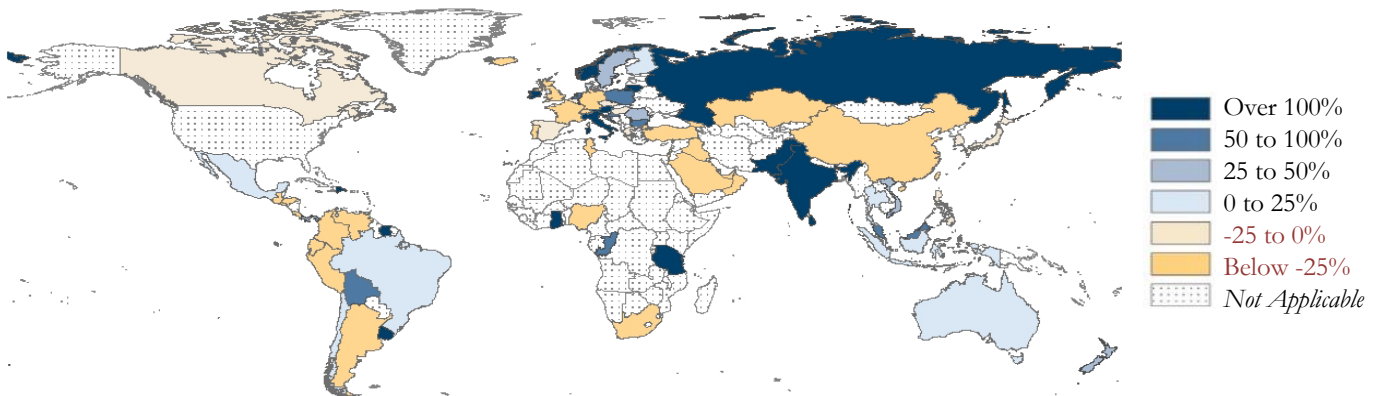 Over 100%
50 to 100%
25 to 50%
0 to 25%
-25 to 0%
Below -25%
Not Applicable